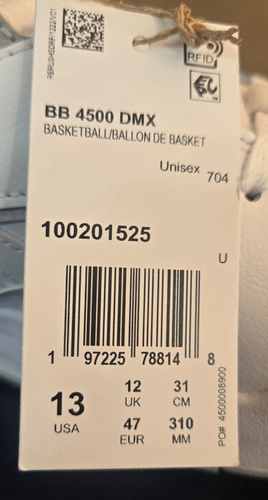 RFID
BB 4500 DMX
BASKETBALL/BALLON DE BASKET
Unisex 704
100201525
U
1 97225 78814 8
13
USA
12
UK
31
CM
47
EUR
310
MM
PO# 4500008900